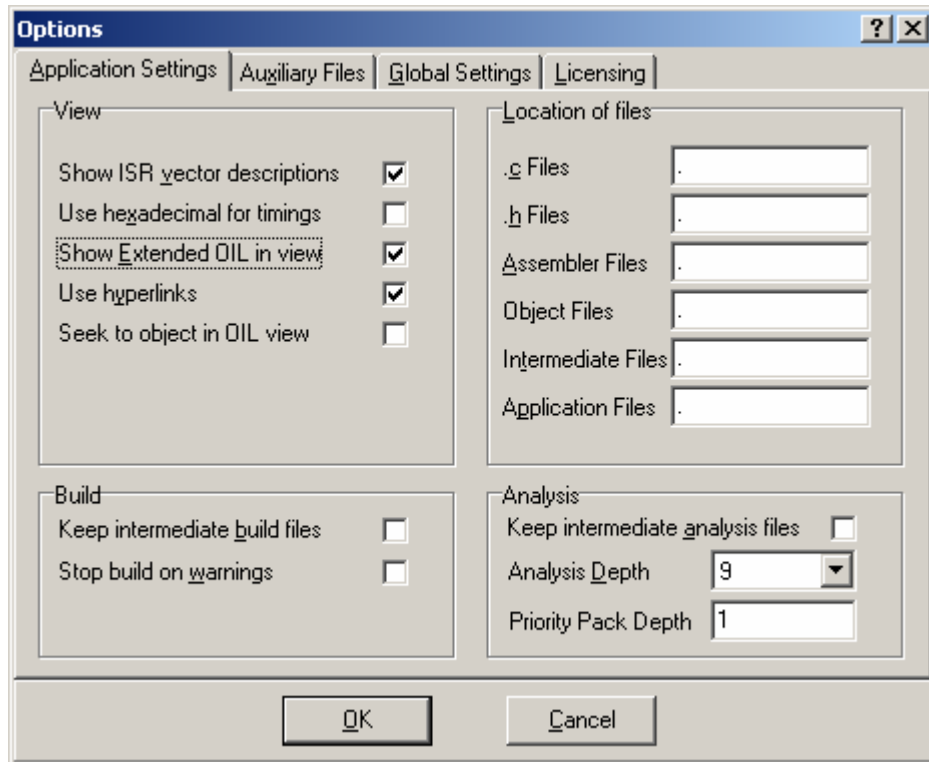 Options
Application Settings
Auxiliary Files
Global Settings
Licensing
View
Show ISR vector descriptions
Use hexadecimal for timings
Show Extended OIL in view
Use hyperlinks
Seek to object in OIL view
Location of files
.c Files .
.h Files .
Assembler Files .
Object Files .
Intermediate Files .
Application Files .
Build
Keep intermediate build files
Stop build on warnings
Analysis
Keep intermediate analysis files
Analysis Depth 9
Priority Pack Depth 1
OK
Cancel